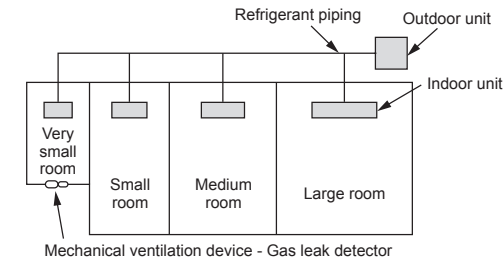 Refrigerant piping
Outdoor unit
Indoor unit
Very
small
room
Small
room
Medium
room
Large room
Mechanical ventilation device - Gas leak detector